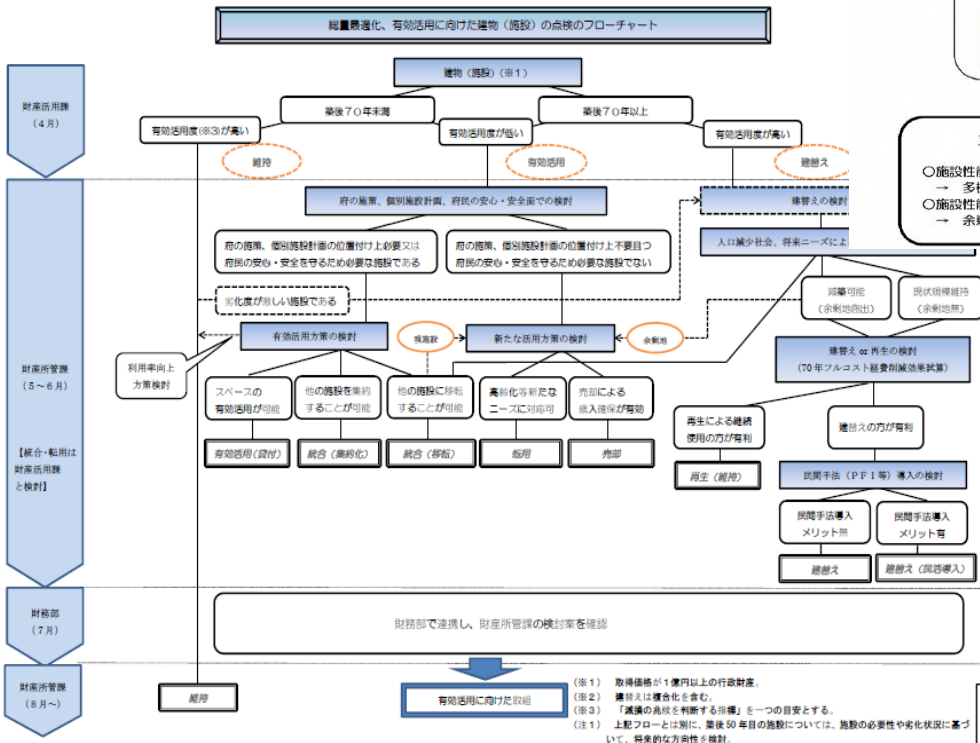 総量最適化、有効活用に向けた建物(施設)の点検のフローチャート
財産活用課
(4月)
建物(施設)(※1)
築後70年未満
築後70年以上
有効活用度(※3)が高い
有効活用度が低い
有効活用度が高い
維持
有効活用
建替え
〇施設性
→ 多
〇施設性
→ 余
財産所管課
(5~6月)
【統合・転用は
財産活用課
と検討】
府の施策、個別施設計画、府民の安心・安全面での検討
建替えの検討
府の施策、個別施設計画の位置付け上必要又は
府民の安心・安全を守るため必要な施設である
府の施策、個別施設計画の位置付け上不要且つ
府民の安心・安全を守るため必要な施設でない
人口減少社会、将来ニーズによ
劣化度が激しい施設である
減築可能
(余剰地創出)
現状規模維持
(余剰地無)
有効活用方策の検討
現施設
新たな活用方策の検討
余剰地
利用率向上
方策検討
建替え or 再生の検討
(70年フルコスト経費削減効果試算)
スペースの
有効活用が可能
他の施設を集約
することが可能
他の施設に移転
することが可能
高齢化等新たな
ニーズに対応可
売却による
歳入確保が有効
再生による継続
使用の方が有利
建替えの方が有利
有効活用(貸付)
統合(集約化)
統合(移転)
転用
売却
再生(維持)
民間手法(PFI等)導入の検討
民間手法導入
メリット無
民間手法導入
メリット有
建替え
建替え(民活導入)
財務部
(7月)
財務部で連携し、財産所管課の検討案を確認
財産所管課
(8月~)
維持
有効活用に向けた取組
(※1) 取得価格が1億円以上の行政財産。
(※2) 建替えは複合化を含む。
(※3) 「減損の兆候を判断する指標」を一つの目安とする。
(注1) 上記フローとは別に、築後50年目の施設については、施設の必要性や劣化状況に基づ
いて、将来的な方向性を検討。